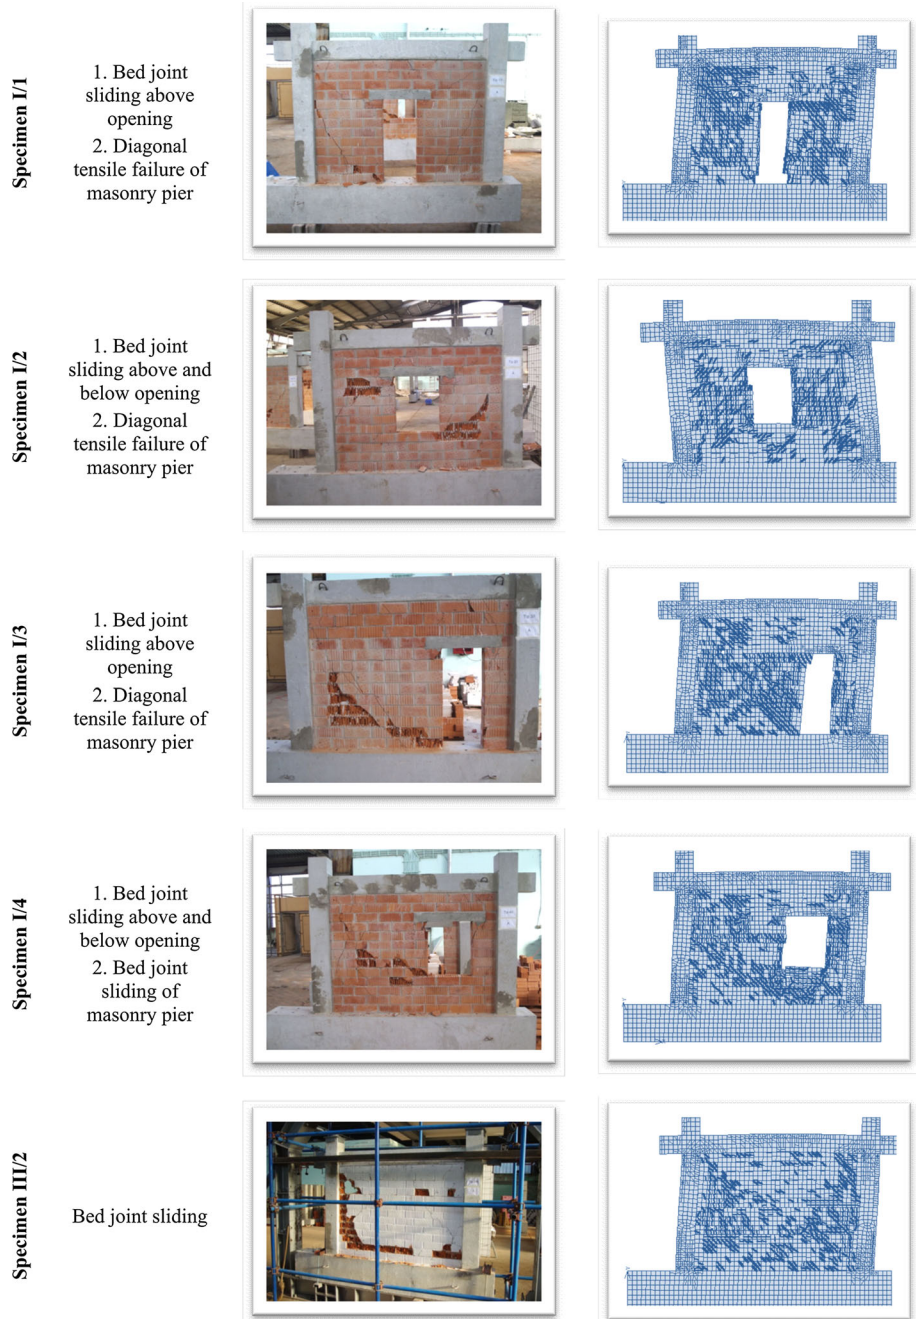 Specimen I/1
1. Bed joint
sliding above
opening
2. Diagonal
tensile failure of
masonry pier
Specimen I/2
1. Bed joint
sliding above and
below opening
2. Diagonal
tensile failure of
masonry pier
Specimen I/3
1. Bed joint
sliding above
opening
2. Diagonal
tensile failure of
masonry pier
Specimen I/4
1. Bed joint
sliding above and
below opening
2. Bed joint
sliding of
masonry pier
Specimen III/2
Bed joint sliding